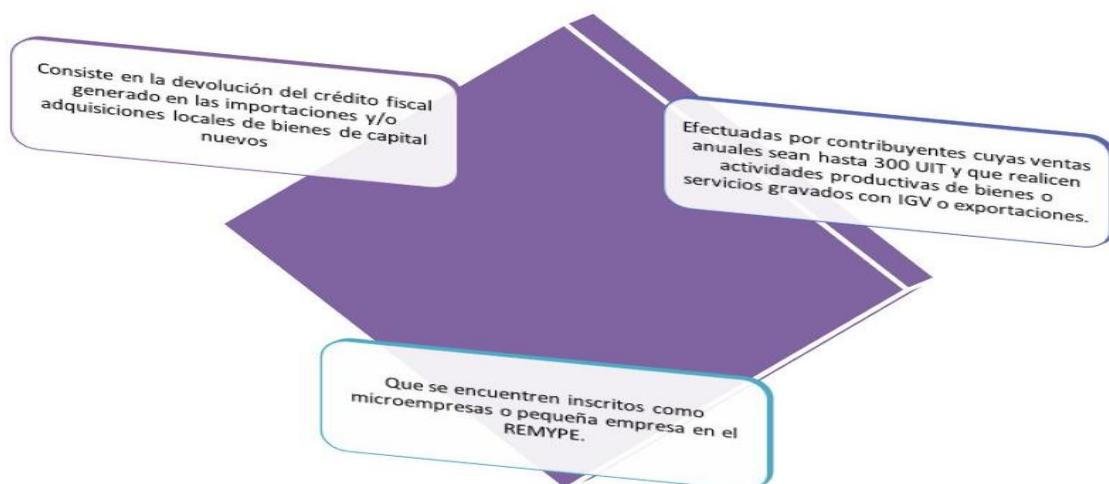 Consiste en la devolución del crédito fiscal
generado en las importaciones y/o
adquisiciones locales de bienes de capital
nuevos
Efectuadas por contribuyentes cuyas ventas
anuales sean hasta 300 UIT y que realicen
actividades productivas de bienes o
servicios gravados con IGV o exportaciones.
Que se encuentren inscritos como
microempresas o pequeña empresa en el
REMYPE.